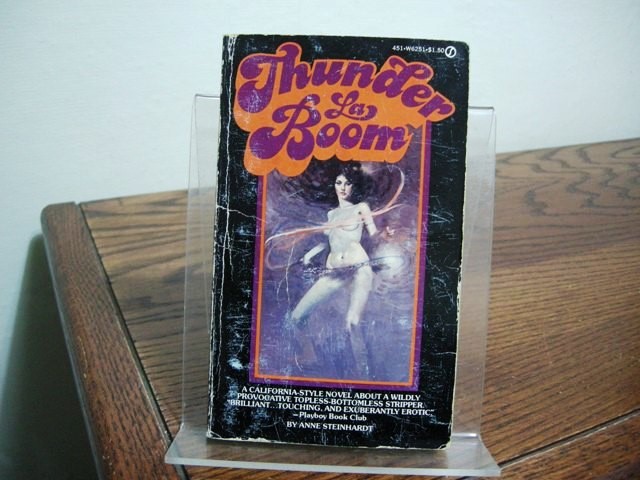 451-W6251-$1.50
Thunder
La
Boom
A CALIFORNIA-STYLE NOVEL ABOUT A WILDLY
PROVOCATIVE TOPLESS-BOTTOMLESS STRIPPER.
"BRILLIANT...TOUCHING, AND EXUBERANTLY EROTIC."
—Playboy Book Club
BY ANNE STEINHARDT